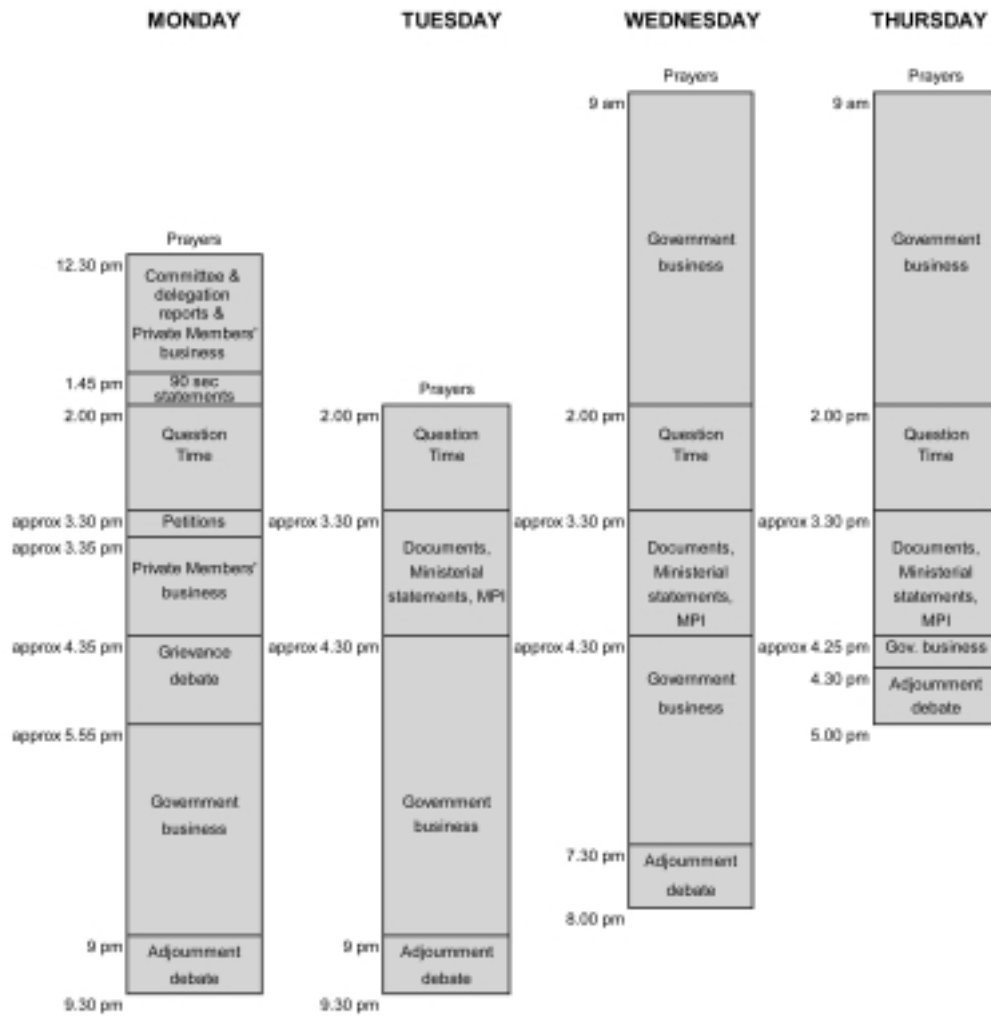 MONDAY
TUESDAY
WEDNESDAY
THURSDAY
Prayers
12.30 pm
Committee &
delegation
reports &
Private Members'
business
1.45 pm
90 sec
statements
2.00 pm
Question
Time
approx 3.30 pm
Petitions
approx 3.35 pm
Private Members'
business
approx 4.35 pm
Grievance
debate
approx 5.55 pm
Government
business
9 pm
Adjournment
debate
9.30 pm
Prayers
2.00 pm
Question
Time
approx 3.30 pm
Documents,
Ministerial
statements, MPI
approx 4.30 pm
Government
business
9 pm
Adjournment
debate
9.30 pm
Prayers
9 am
Government
business
2.00 pm
Question
Time
approx 3.30 pm
Documents,
Ministerial
statements,
MPI
approx 4.30 pm
Government
business
7.30 pm
Adjournment
debate
8.00 pm
Prayers
9 am
Government
business
2.00 pm
Question
Time
approx 3.30 pm
Documents,
Ministerial
statements,
MPI
approx 4.25 pm
Gov. business
4.30 pm
Adjournment
debate
5.00 pm